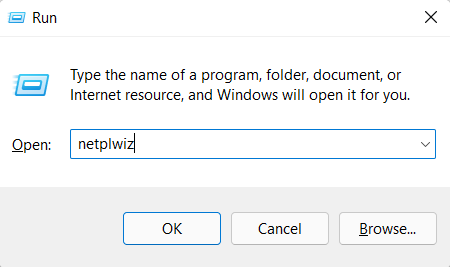 Run
Type the name of a program, folder, document, or
Internet resource, and Windows will open it for you.
Open: netplwiz
OK Cancel Browse...